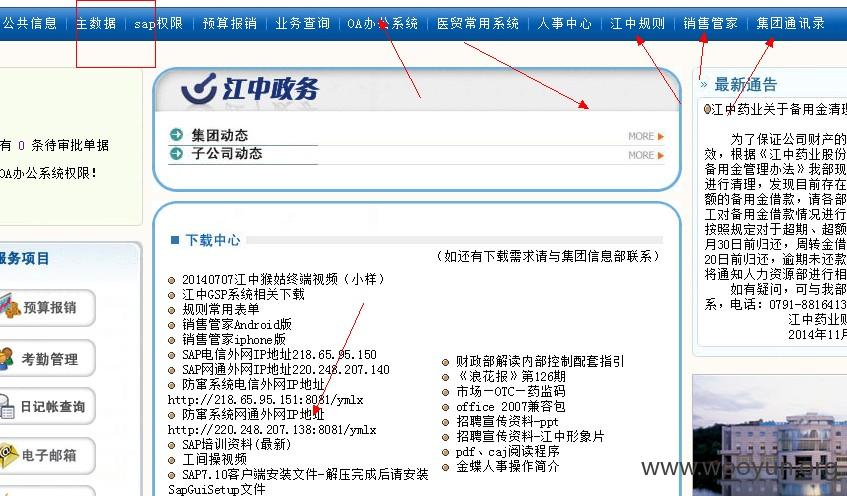 公共信息 主数据 sap权限 预算报销 业务查询 OA办公系统 医贸常用系统 人事中心 江中规则 销售管家 集团通讯录
有 0 条待审批单据
OA办公系统权限!
服务项目
预算报销
考勤管理
日记帐查询
电子邮箱
江中政务
集团动态 MORE
子公司动态 MORE
下载中心
(如还有下载需求请与集团信息部联系)
20140707江中猴姑终端视频（小样）
江中GSP系统相关下载
规则常用表单
销售管家Android版
销售管家iphone版
SAP电信外网IP地址218.65.95.150
SAP网通外网IP地址220.248.207.140
防窜系统电信外网IP地址
http://218.65.95.151:8081/ymlx
防窜系统网通外网IP地址
http://220.248.207.138:8081/ymlx
SAP培训资料(最新)
工间操视频
SAP7.10客户端安装文件-解压完成后请安装
SapGuiSetup文件
财政部解读内部控制配套指引
《浪花报》第126期
市场－OTC－药监码
office 2007兼容包
招聘宣传资料-ppt
招聘宣传资料-江中形象片
pdf、caj阅读程序
金蝶人事操作简介
» 最新通告
江中药业关于备用金清理
为了保证公司财产的
效，根据《江中药业股份
备用金管理办法》我部现
进行清理，发现目前存在
额的备用金借款，请各部
工对备用金借款情况进行
按照规定对于超期、超额
月30日前归还，周转金借
20日前归还，逾期未还款
将通知人力资源部进行相
如有疑问，可与我部
系，电话：0791-8816413
江中药业财
2014年11月
www.wooyun.org